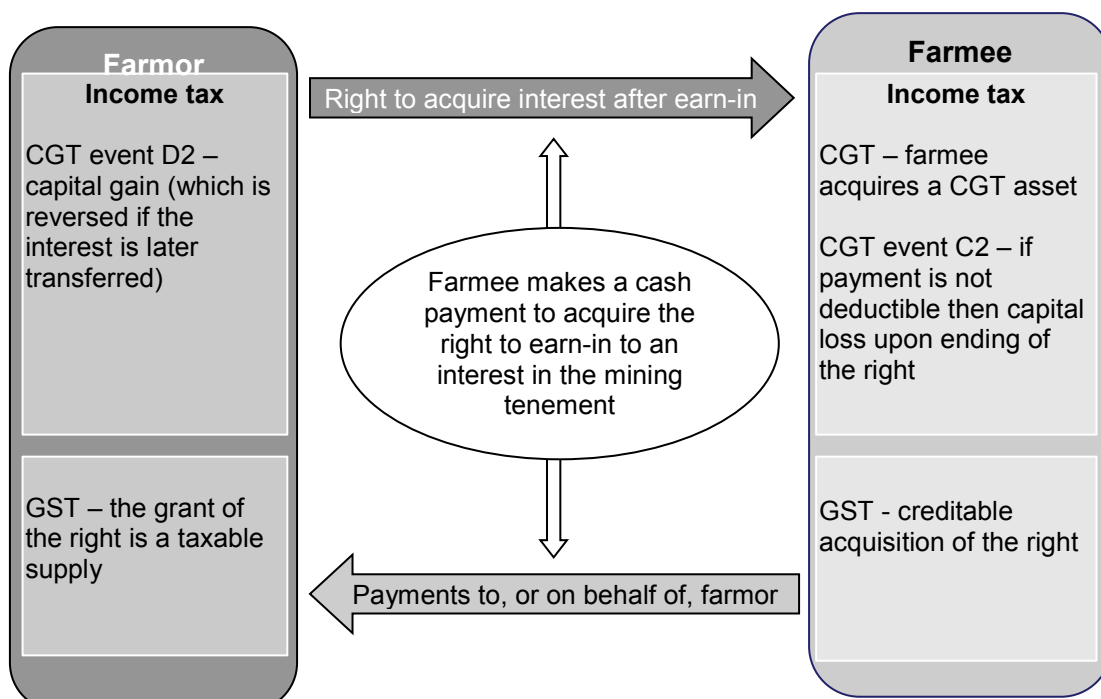 Farmor
Income tax
CGT event D2 –
capital gain (which is
reversed if the
interest is later
transferred)
GST – the grant of
the right is a taxable
supply
Right to acquire interest after earn-in
Farmee makes a cash
payment to acquire the
right to earn-in to an
interest in the mining
tenement
Payments to, or on behalf of, farmor
Farmee
Income tax
CGT – farmee
acquires a CGT asset
CGT event C2 – if
payment is not
deductible then capital
loss upon ending of
the right
GST - creditable
acquisition of the right